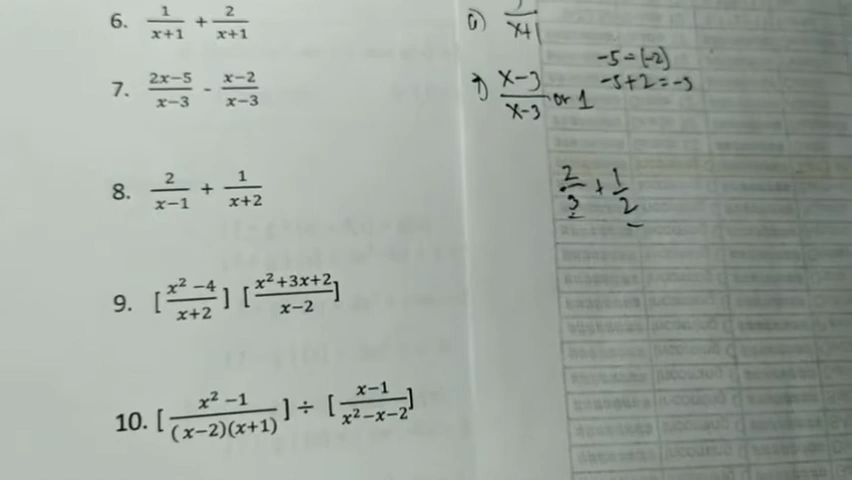 6. 1/(x+1) + 2/(x+1)
7. (2x-5)/(x-3) - (x-2)/(x-3)
8. 2/(x-1) + 1/(x+2)
9. [(x² -4)/(x+2)] [(x²+3x+2)/(x-2)]
10. [(x² -1)/((x-2)(x+1))] ÷ [(x-1)/(x²-x-2)]
x+1
-5-(-2)
-5+2=-3
7) (x-3)/(x-3) or 1
2/3 + 1/2